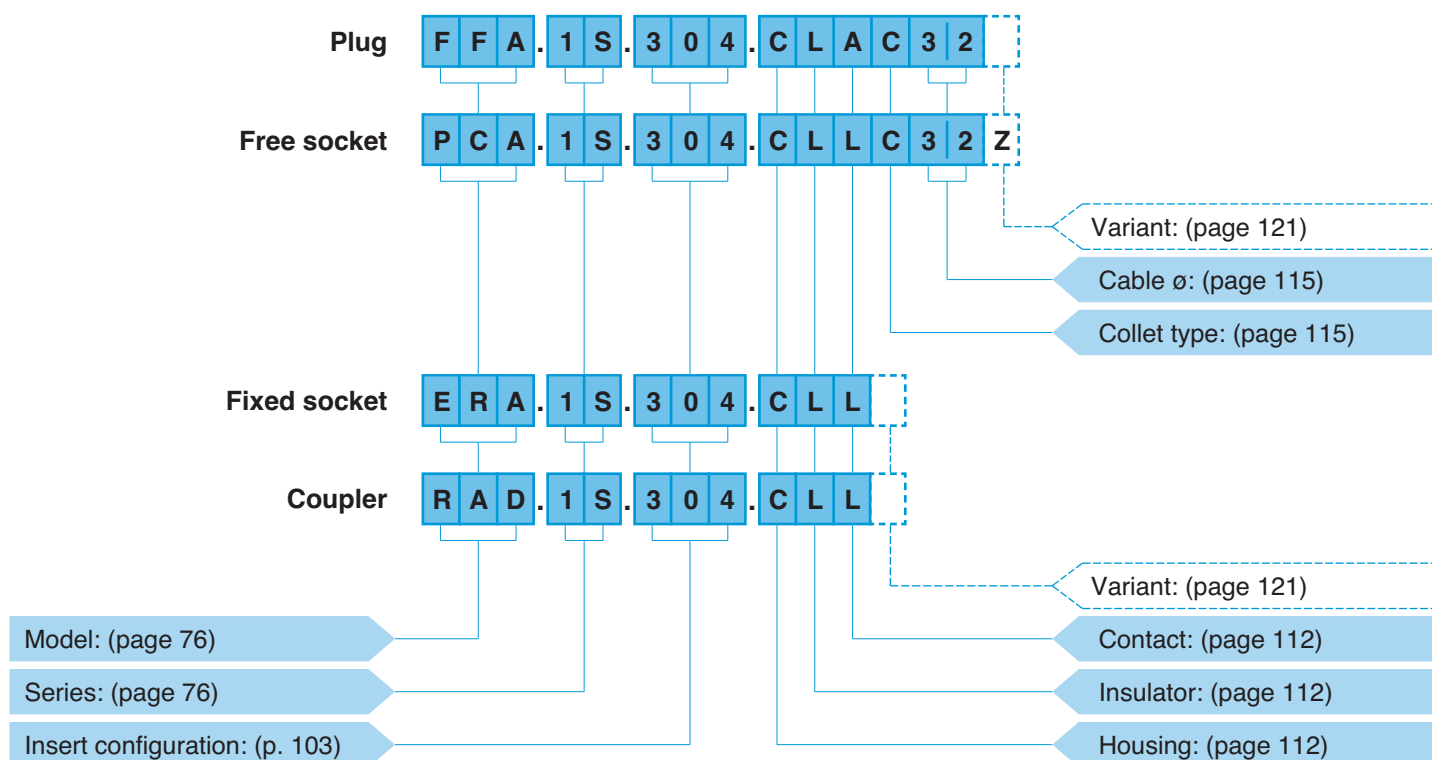 Plug FFA.1S.304.CLAC32
Free socket PCA.1S.304.CLLC32Z
Variant: (page 121)
Cable ø: (page 115)
Collet type: (page 115)
Fixed socket ERA.1S.304.CLL
Coupler RAD.1S.304.CLL
Variant: (page 121)
Model: (page 76)
Contact: (page 112)
Series: (page 76)
Insulator: (page 112)
Insert configuration: (p. 103)
Housing: (page 112)